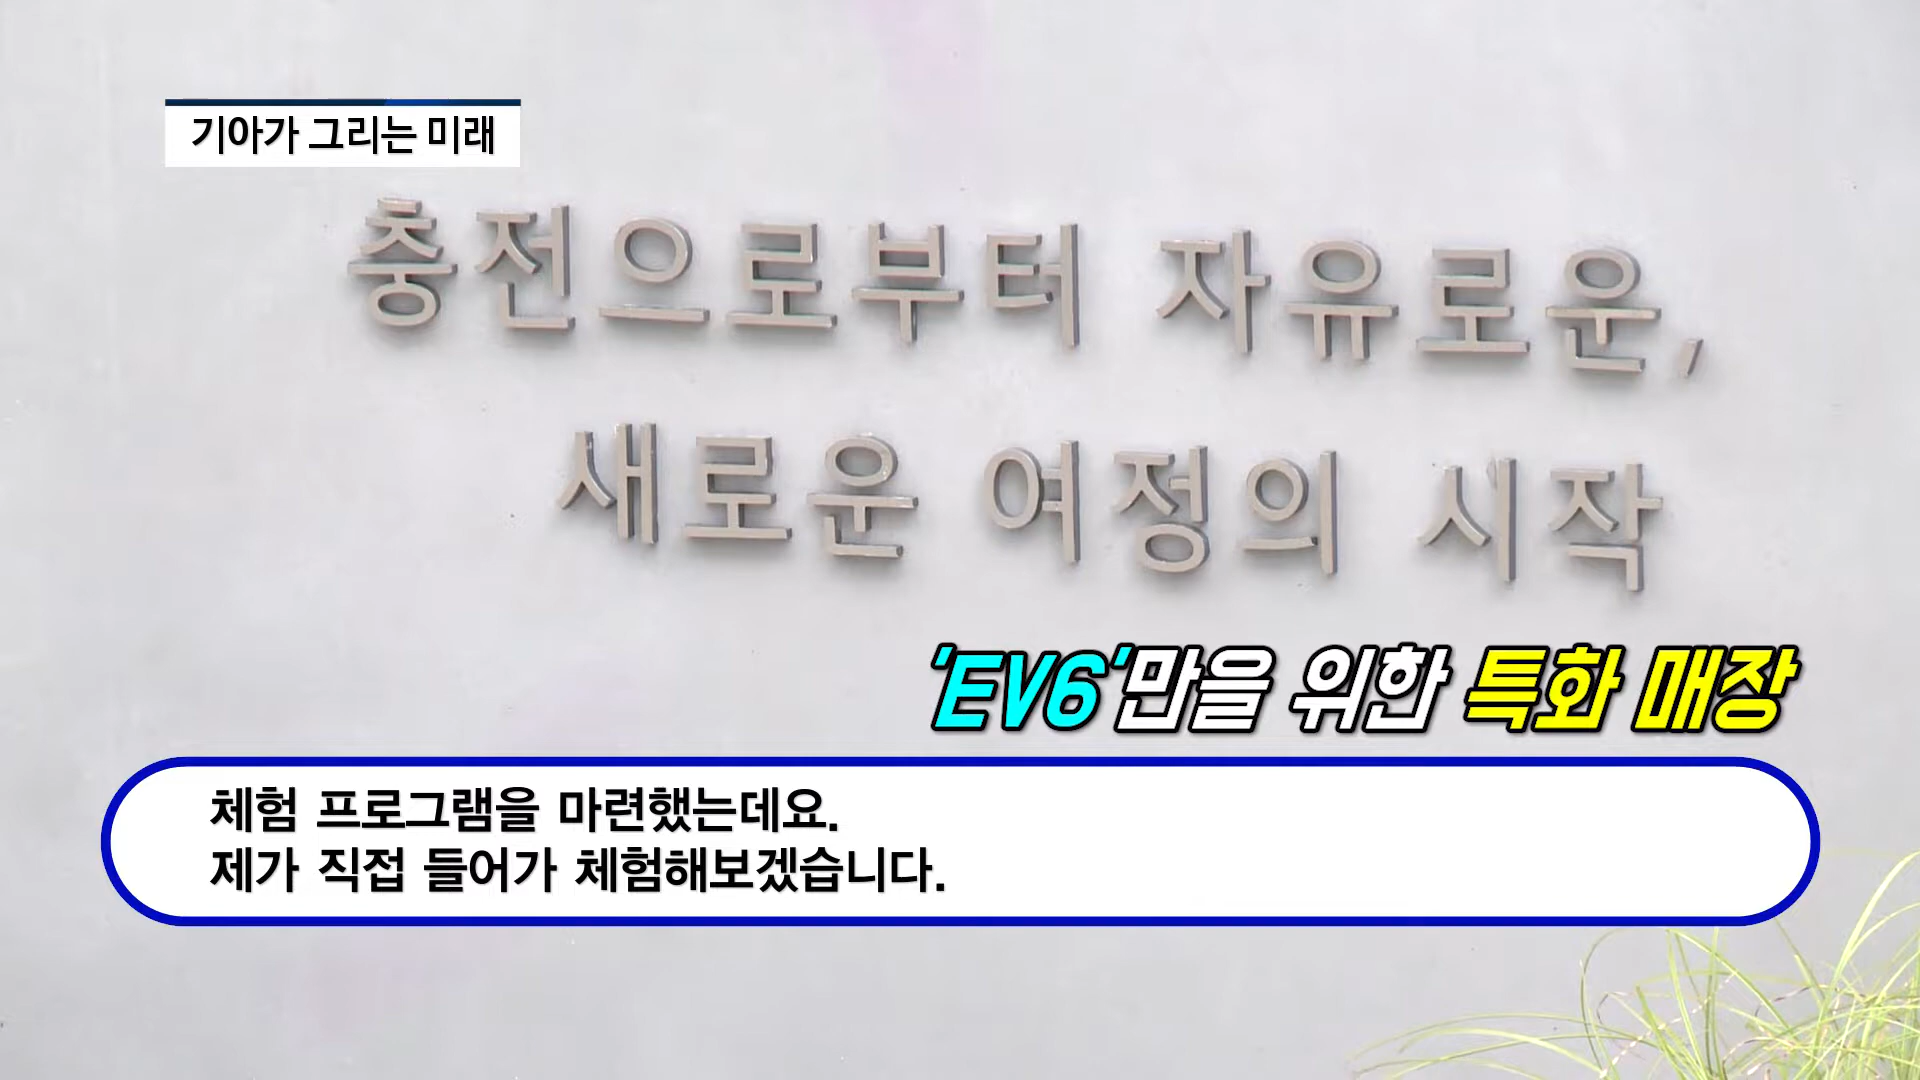 기아가 그리는 미래
충전으로부터 자유로운,
새로운 여정의 시작
'EV6'만을 위한 특화 매장
체험 프로그램을 마련했는데요.
제가 직접 들어가 체험해보겠습니다.